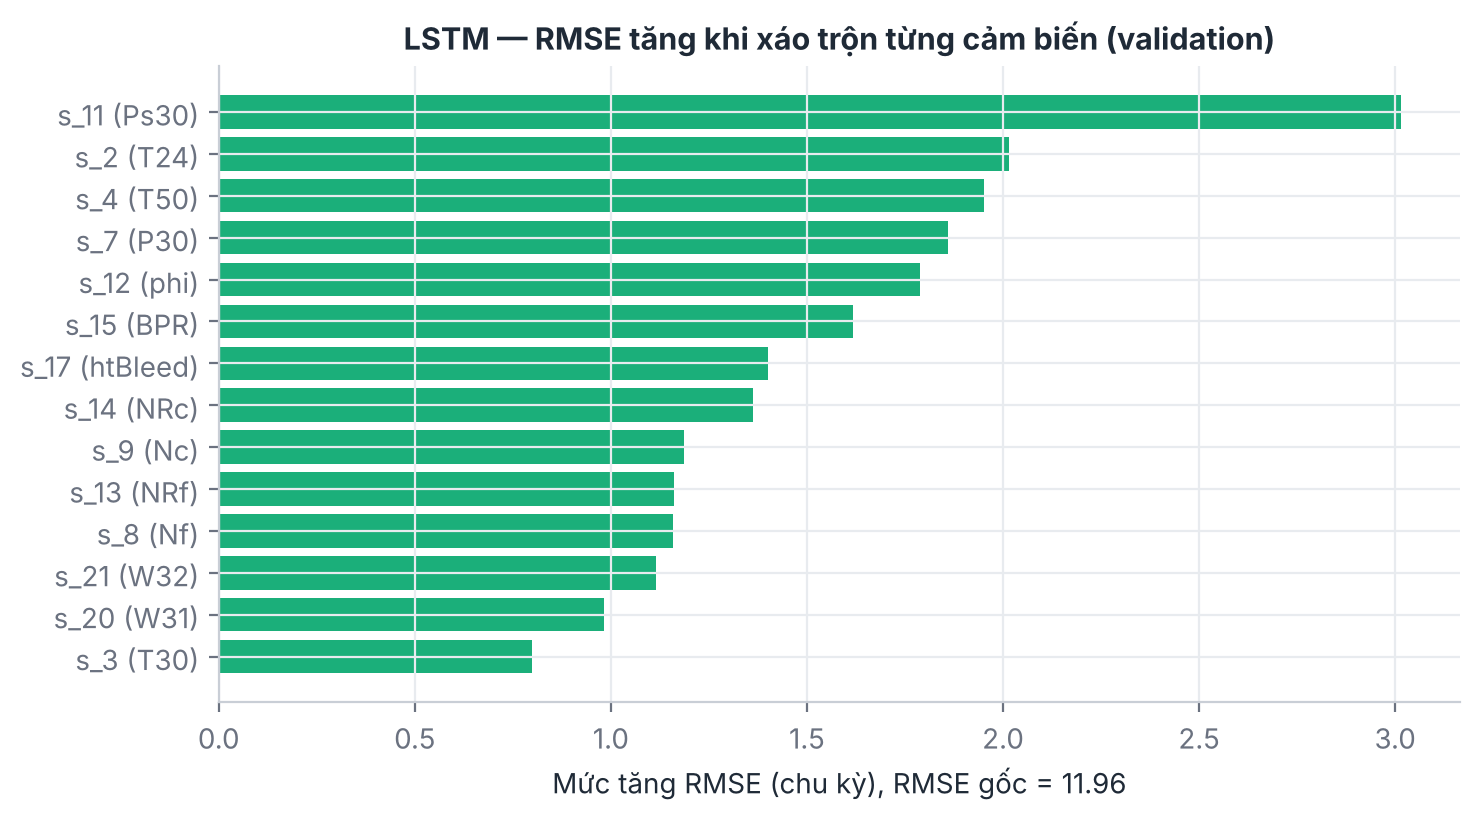 LSTM — RMSE tăng khi xáo trộn từng cảm biến (validation)
s_11 (Ps30)
s_2 (T24)
s_4 (T50)
s_7 (P30)
s_12 (phi)
s_15 (BPR)
s_17 (htBleed)
s_14 (NRc)
s_9 (Nc)
s_13 (NRf)
s_8 (Nf)
s_21 (W32)
s_20 (W31)
s_3 (T30)
0.0 0.5 1.0 1.5 2.0 2.5 3.0
Mức tăng RMSE (chu kỳ), RMSE gốc = 11.96